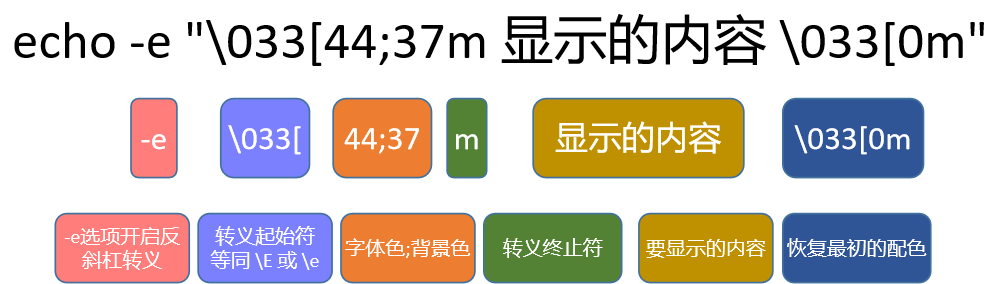 echo -e "\033[44;37m 显示的内容 \033[0m"
-e
\033[
44;37
m
显示的内容
\033[0m
-e选项开启反
斜杠转义
转义起始符
等同 \E 或 \e
字体色;背景色
转义终止符
要显示的内容
恢复最初的配色